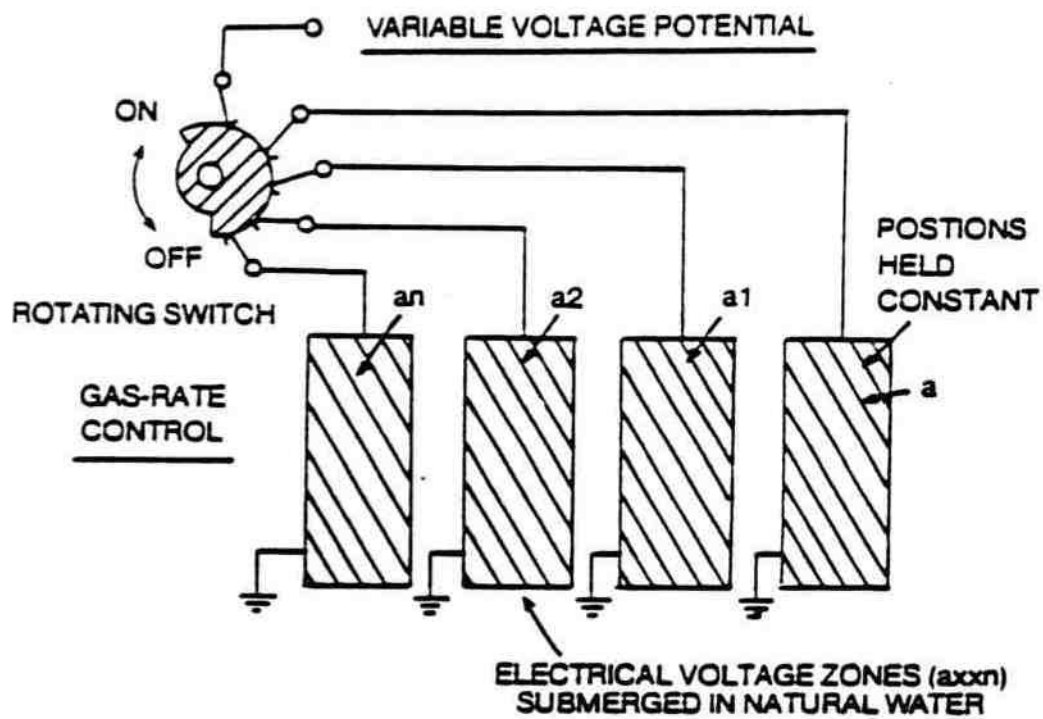 VARIABLE VOLTAGE POTENTIAL
ON
OFF
ROTATING SWITCH
GAS-RATE
CONTROL
an
a2
a1
POSTIONS
HELD
CONSTANT
a
ELECTRICAL VOLTAGE ZONES (axxn)
SUBMERGED IN NATURAL WATER